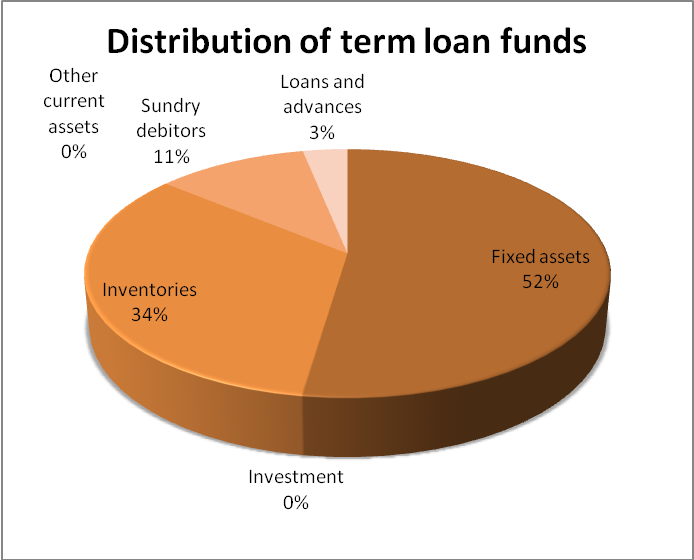 Distribution of term loan funds
Other
current
assets
0%
Sundry
debitors
11%
Loans and
advances
3%
Fixed assets
52%
Inventories
34%
Investment
0%